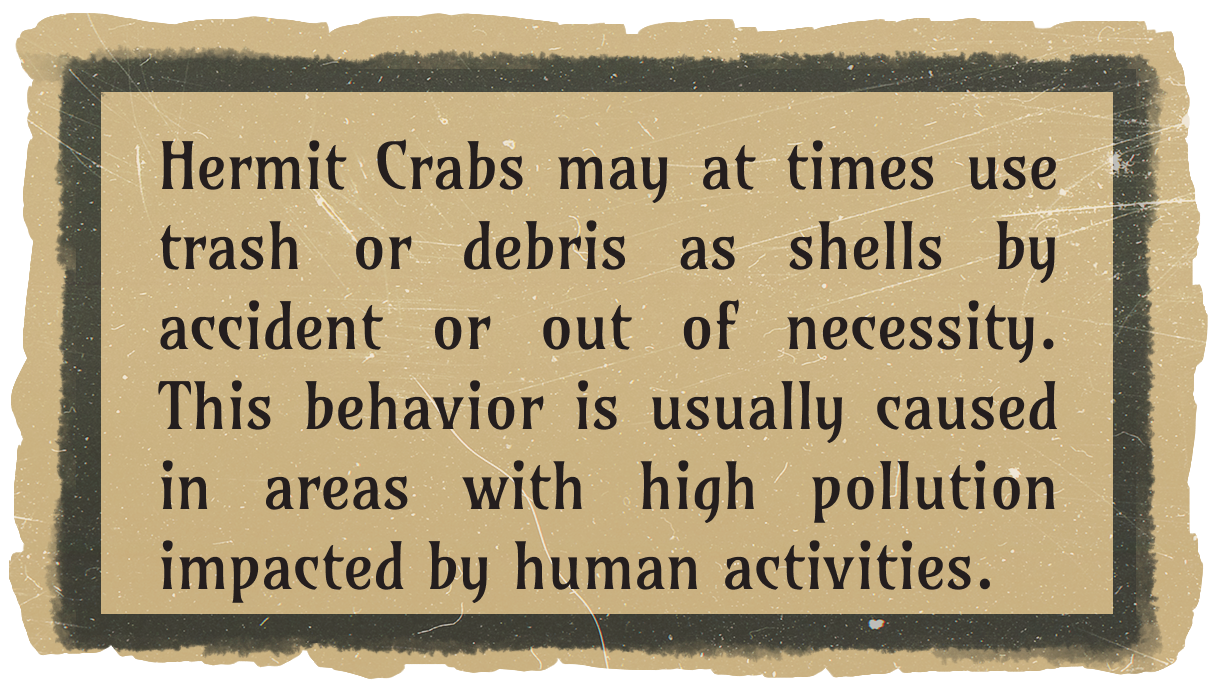 Hermit Crabs may at times use
trash or debris as shells by
accident or out of necessity.
This behavior is usually caused
in areas with high pollution
impacted by human activities.